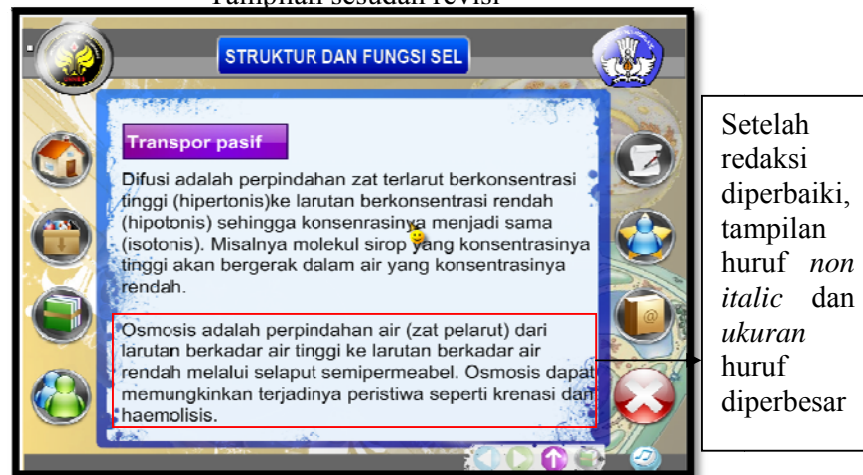 Tampilan sesudah revisi
STRUKTUR DAN FUNGSI SEL
Transpor pasif
Difusi adalah perpindahan zat terlarut berkonsentrasi
tinggi (hipertonis)ke larutan berkonsentrasi rendah
(hipotonis) sehingga konsenrasinya menjadi sama
(isotonis). Misalnya molekul sirop yang konsentrasinya
tinggi akan bergerak dalam air yang konsentrasinya
rendah.
Osmosis adalah perpindahan air (zat pelarut) dari
larutan berkadar air tinggi ke larutan berkadar air
rendah melalui selaput semipermeabel. Osmosis dapat
memungkinkan terjadinya peristiwa seperti krenasi dan
haemolisis.
Setelah
redaksi
diperbaiki,
tampilan
huruf non
italic dan
ukuran
huruf
diperbesar